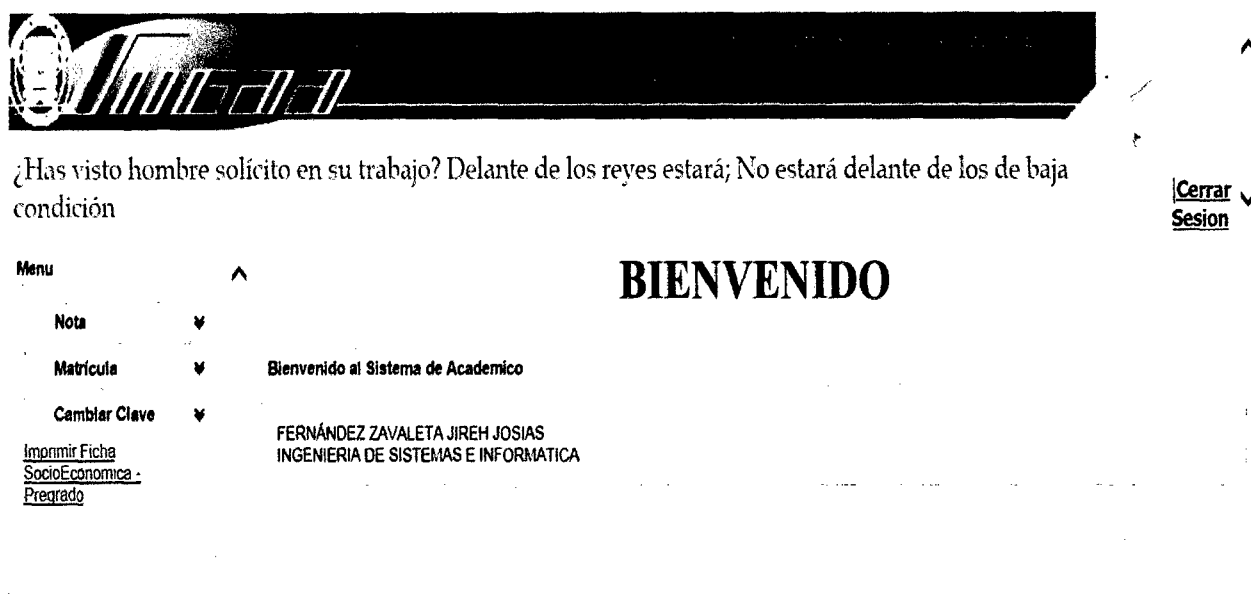 ¿Has visto hombre solícito en su trabajo? Delante de los reyes estará; No estará delante de los de baja
condición
Cerrar
Sesion
Menu
BIENVENIDO
Nota
Matrícula
Bienvenido al Sistema de Academico
Cambiar Clave
FERNÁNDEZ ZAVALETA JIREH JOSIAS
INGENIERIA DE SISTEMAS E INFORMATICA
Imprimir Ficha
SocioEconomica -
Pregrado